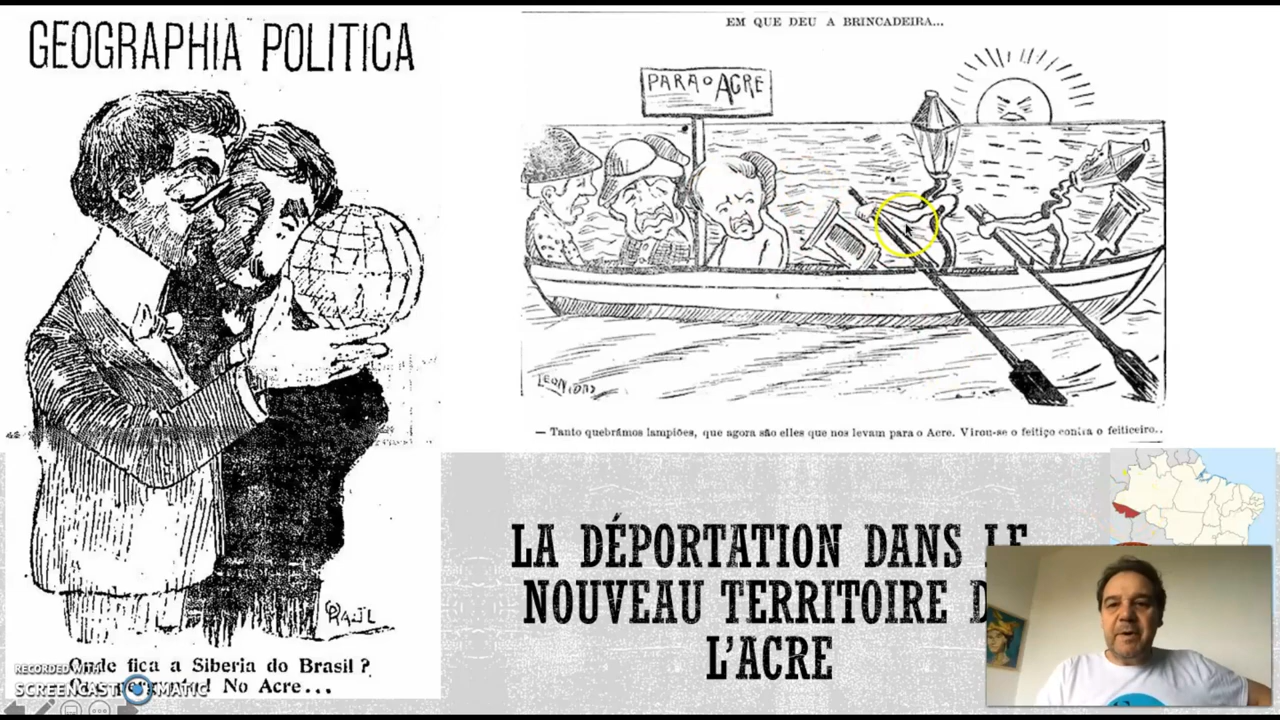 GEOGRAPHIA POLITICA
RAUL
Onde fica a Siberia do Brasil?
No Acre...
RECORDED WITH
SCREENCAST MATIC
EM QUE DEU A BRINCADEIRA...
PARA O ACRE
— Tanto quebrámos lampiões, que agora são elles que nos levam para o Acre. Virou-se o feitiço contra o feiticeiro..
LA DÉPORTATION DANS LE
NOUVEAU TERRITOIRE
L'ACRE